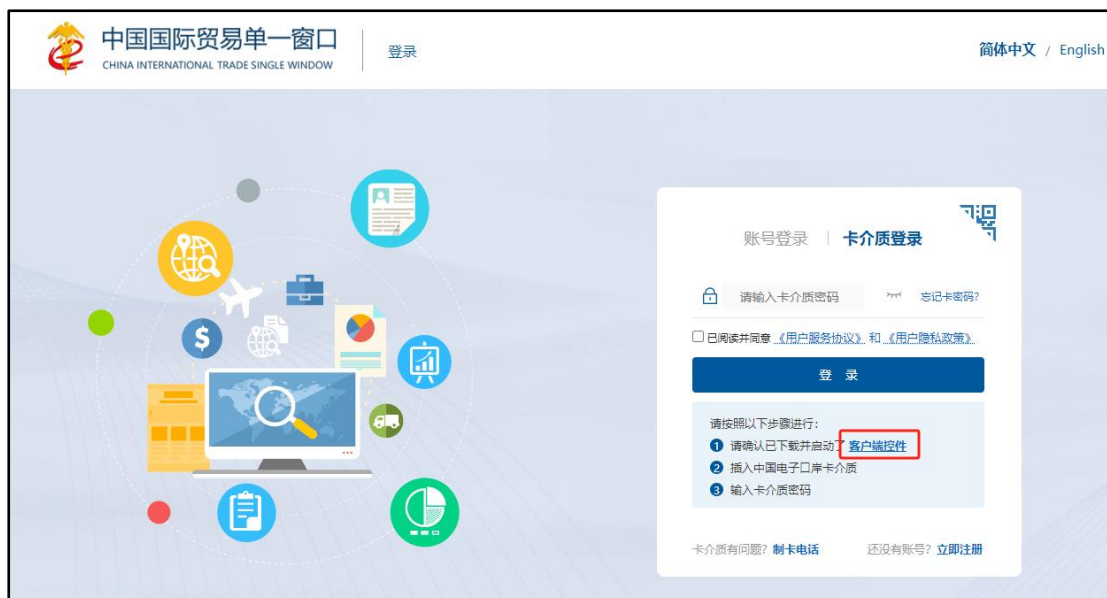 中国国际贸易单一窗口
CHINA INTERNATIONAL TRADE SINGLE WINDOW
登录
简体中文 / English
账号登录 | 卡介质登录
请输入卡介质密码 忘记卡密码?
已阅读并同意 《用户服务协议》 和 《用户隐私政策》
登 录
请按照以下步骤进行:
1 请确认已下载并启动了 客户端控件
2 插入中国电子口岸卡介质
3 输入卡介质密码
卡介质有问题? 制卡电话 还没有账号? 立即注册